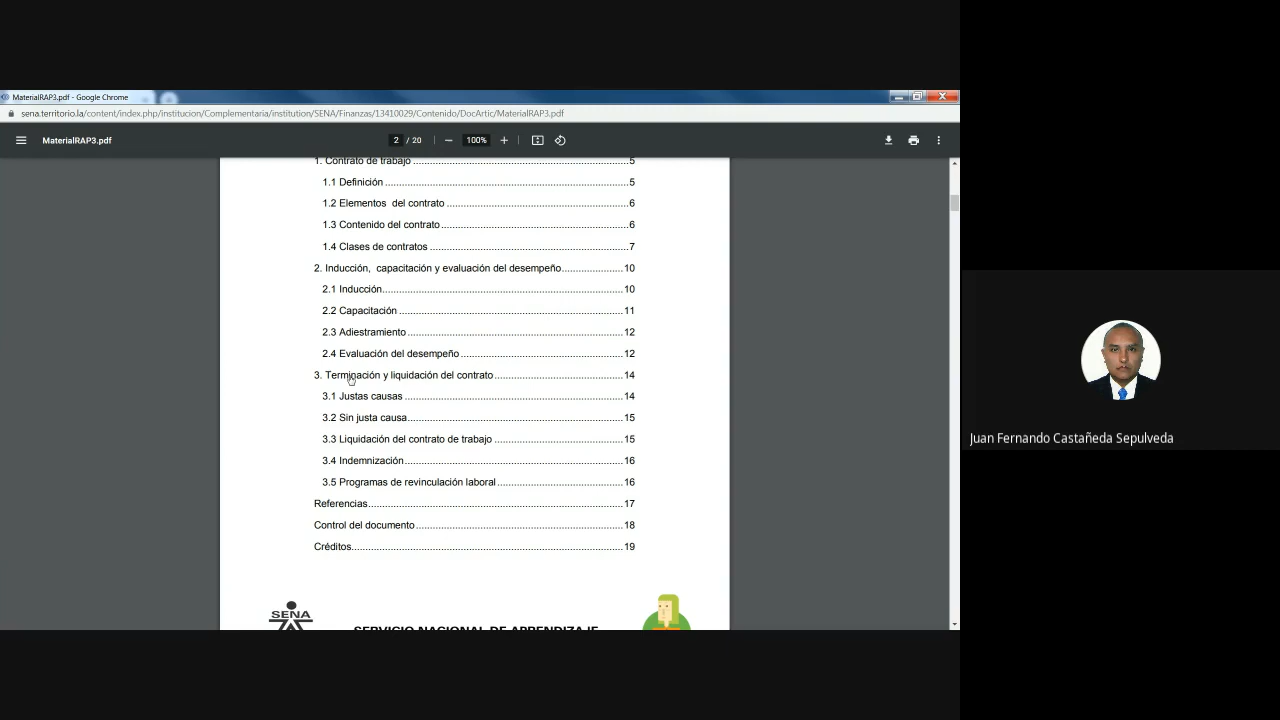 MaterialRAP3.pdf - Google Chrome
sena.territorio.la/content/index.php/institucion/Complementaria/institution/SENA/Finanzas/13410029/Contenido/DocArtic/MaterialRAP3.pdf
MaterialRAP3.pdf
2 / 20
100%
1. Contrato de trabajo ........................................................5
1.1 Definición ........................................................5
1.2 Elementos del contrato ........................................................6
1.3 Contenido del contrato ........................................................6
1.4 Clases de contratos ........................................................7
2. Inducción, capacitación y evaluación del desempeño.....................10
2.1 Inducción........................................................10
2.2 Capacitación ........................................................11
2.3 Adiestramiento ........................................................12
2.4 Evaluación del desempeño ........................................................12
3. Terminación y liquidación del contrato ........................................................14
3.1 Justas causas ........................................................14
3.2 Sin justa causa........................................................15
3.3 Liquidación del contrato de trabajo ........................................................15
3.4 Indemnización........................................................16
3.5 Programas de revinculación laboral ........................................................16
Referencias........................................................17
Control del documento ........................................................18
Créditos........................................................19
SENA
SERVICIO NACIONAL DE APRENDIZAJE
Juan Fernando Castañeda Sepulveda